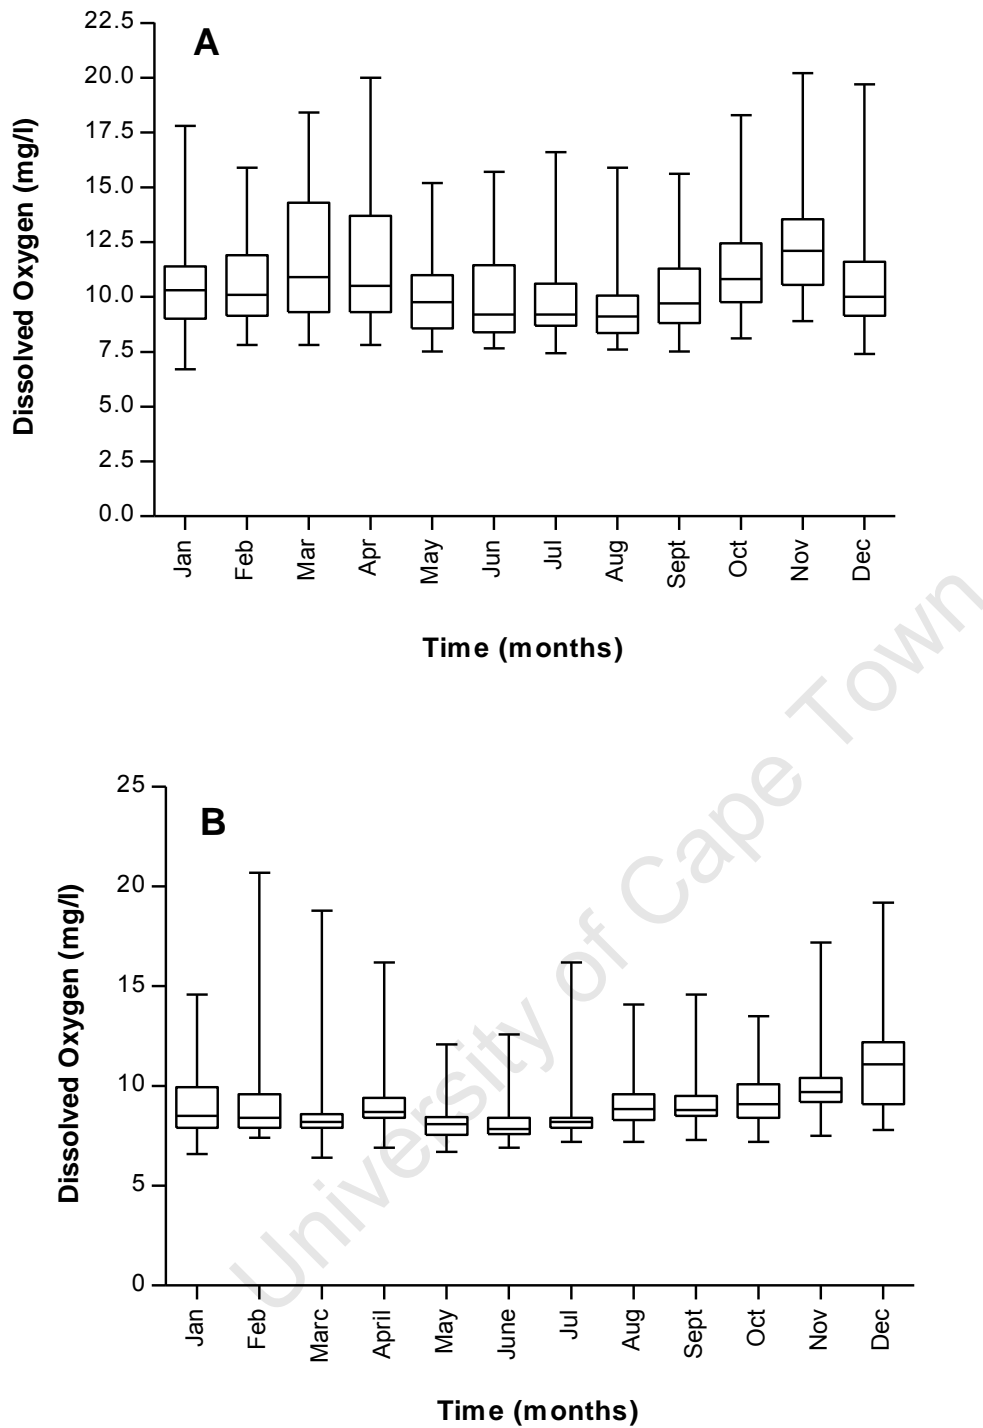 A
Dissolved Oxygen (mg/l)
22.5
20.0
17.5
15.0
12.5
10.0
7.5
5.0
2.5
0.0
Jan
Feb
Mar
Apr
May
Jun
Jul
Aug
Sept
Oct
Nov
Dec
Time (months)
B
Dissolved Oxygen (mg/l)
25
20
15
10
5
0
Jan
Feb
Marc
April
May
June
Jul
Aug
Sept
Oct
Nov
Dec
Time (months)
University of Cape Town